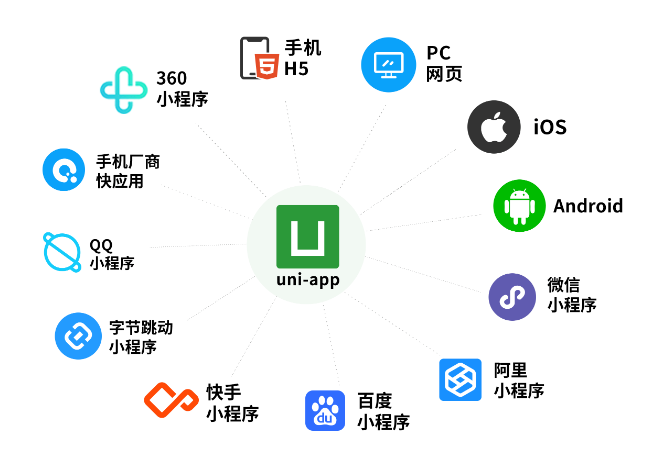 手机
H5
PC
网页
360
小程序
iOS
手机厂商
快应用
Android
uni-app
QQ
小程序
微信
小程序
字节跳动
小程序
阿里
小程序
快手
小程序
du
百度
小程序